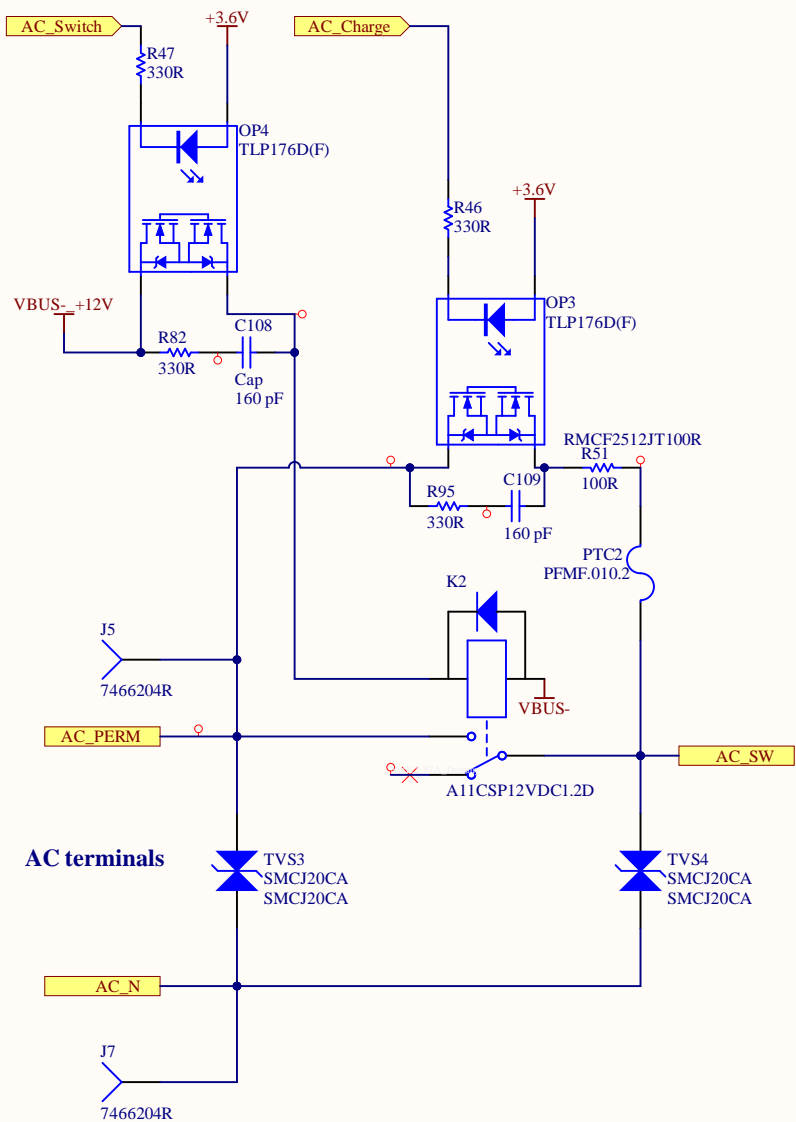 AC_Switch
+3.6V
AC_Charge
R47
330R
OP4
TLP176D(F)
+3.6V
R46
330R
VBUS-_+12V
OP3
TLP176D(F)
R82
330R
C108
Cap
160 pF
RMCF2512JT100R
R51
100R
R95
330R
C109
160 pF
PTC2
PFMF.010.2
K2
J5
7466204R
VBUS-
AC_PERM
AC_SW
A11CSP12VDC1.2D
AC terminals
TVS3
SMCJ20CA
SMCJ20CA
TVS4
SMCJ20CA
SMCJ20CA
AC_N
J7
7466204R